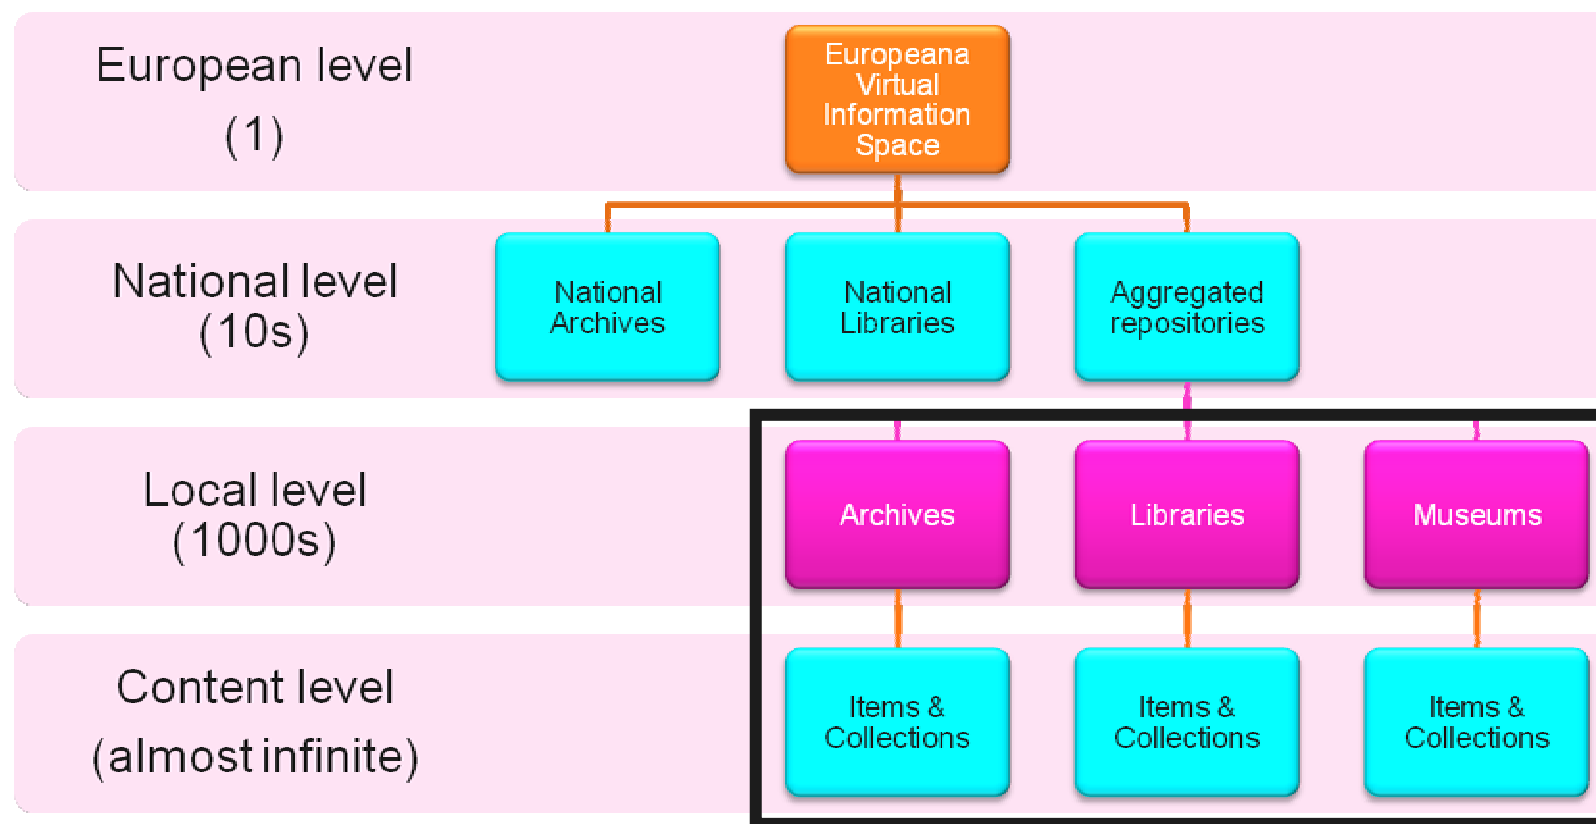 European level
(1)
Europeana
Virtual
Information
Space
National level
(10s)
National
Archives
National
Libraries
Aggregated
repositories
Local level
(1000s)
Archives
Libraries
Museums
Content level
(almost infinite)
Items &
Collections
Items &
Collections
Items &
Collections